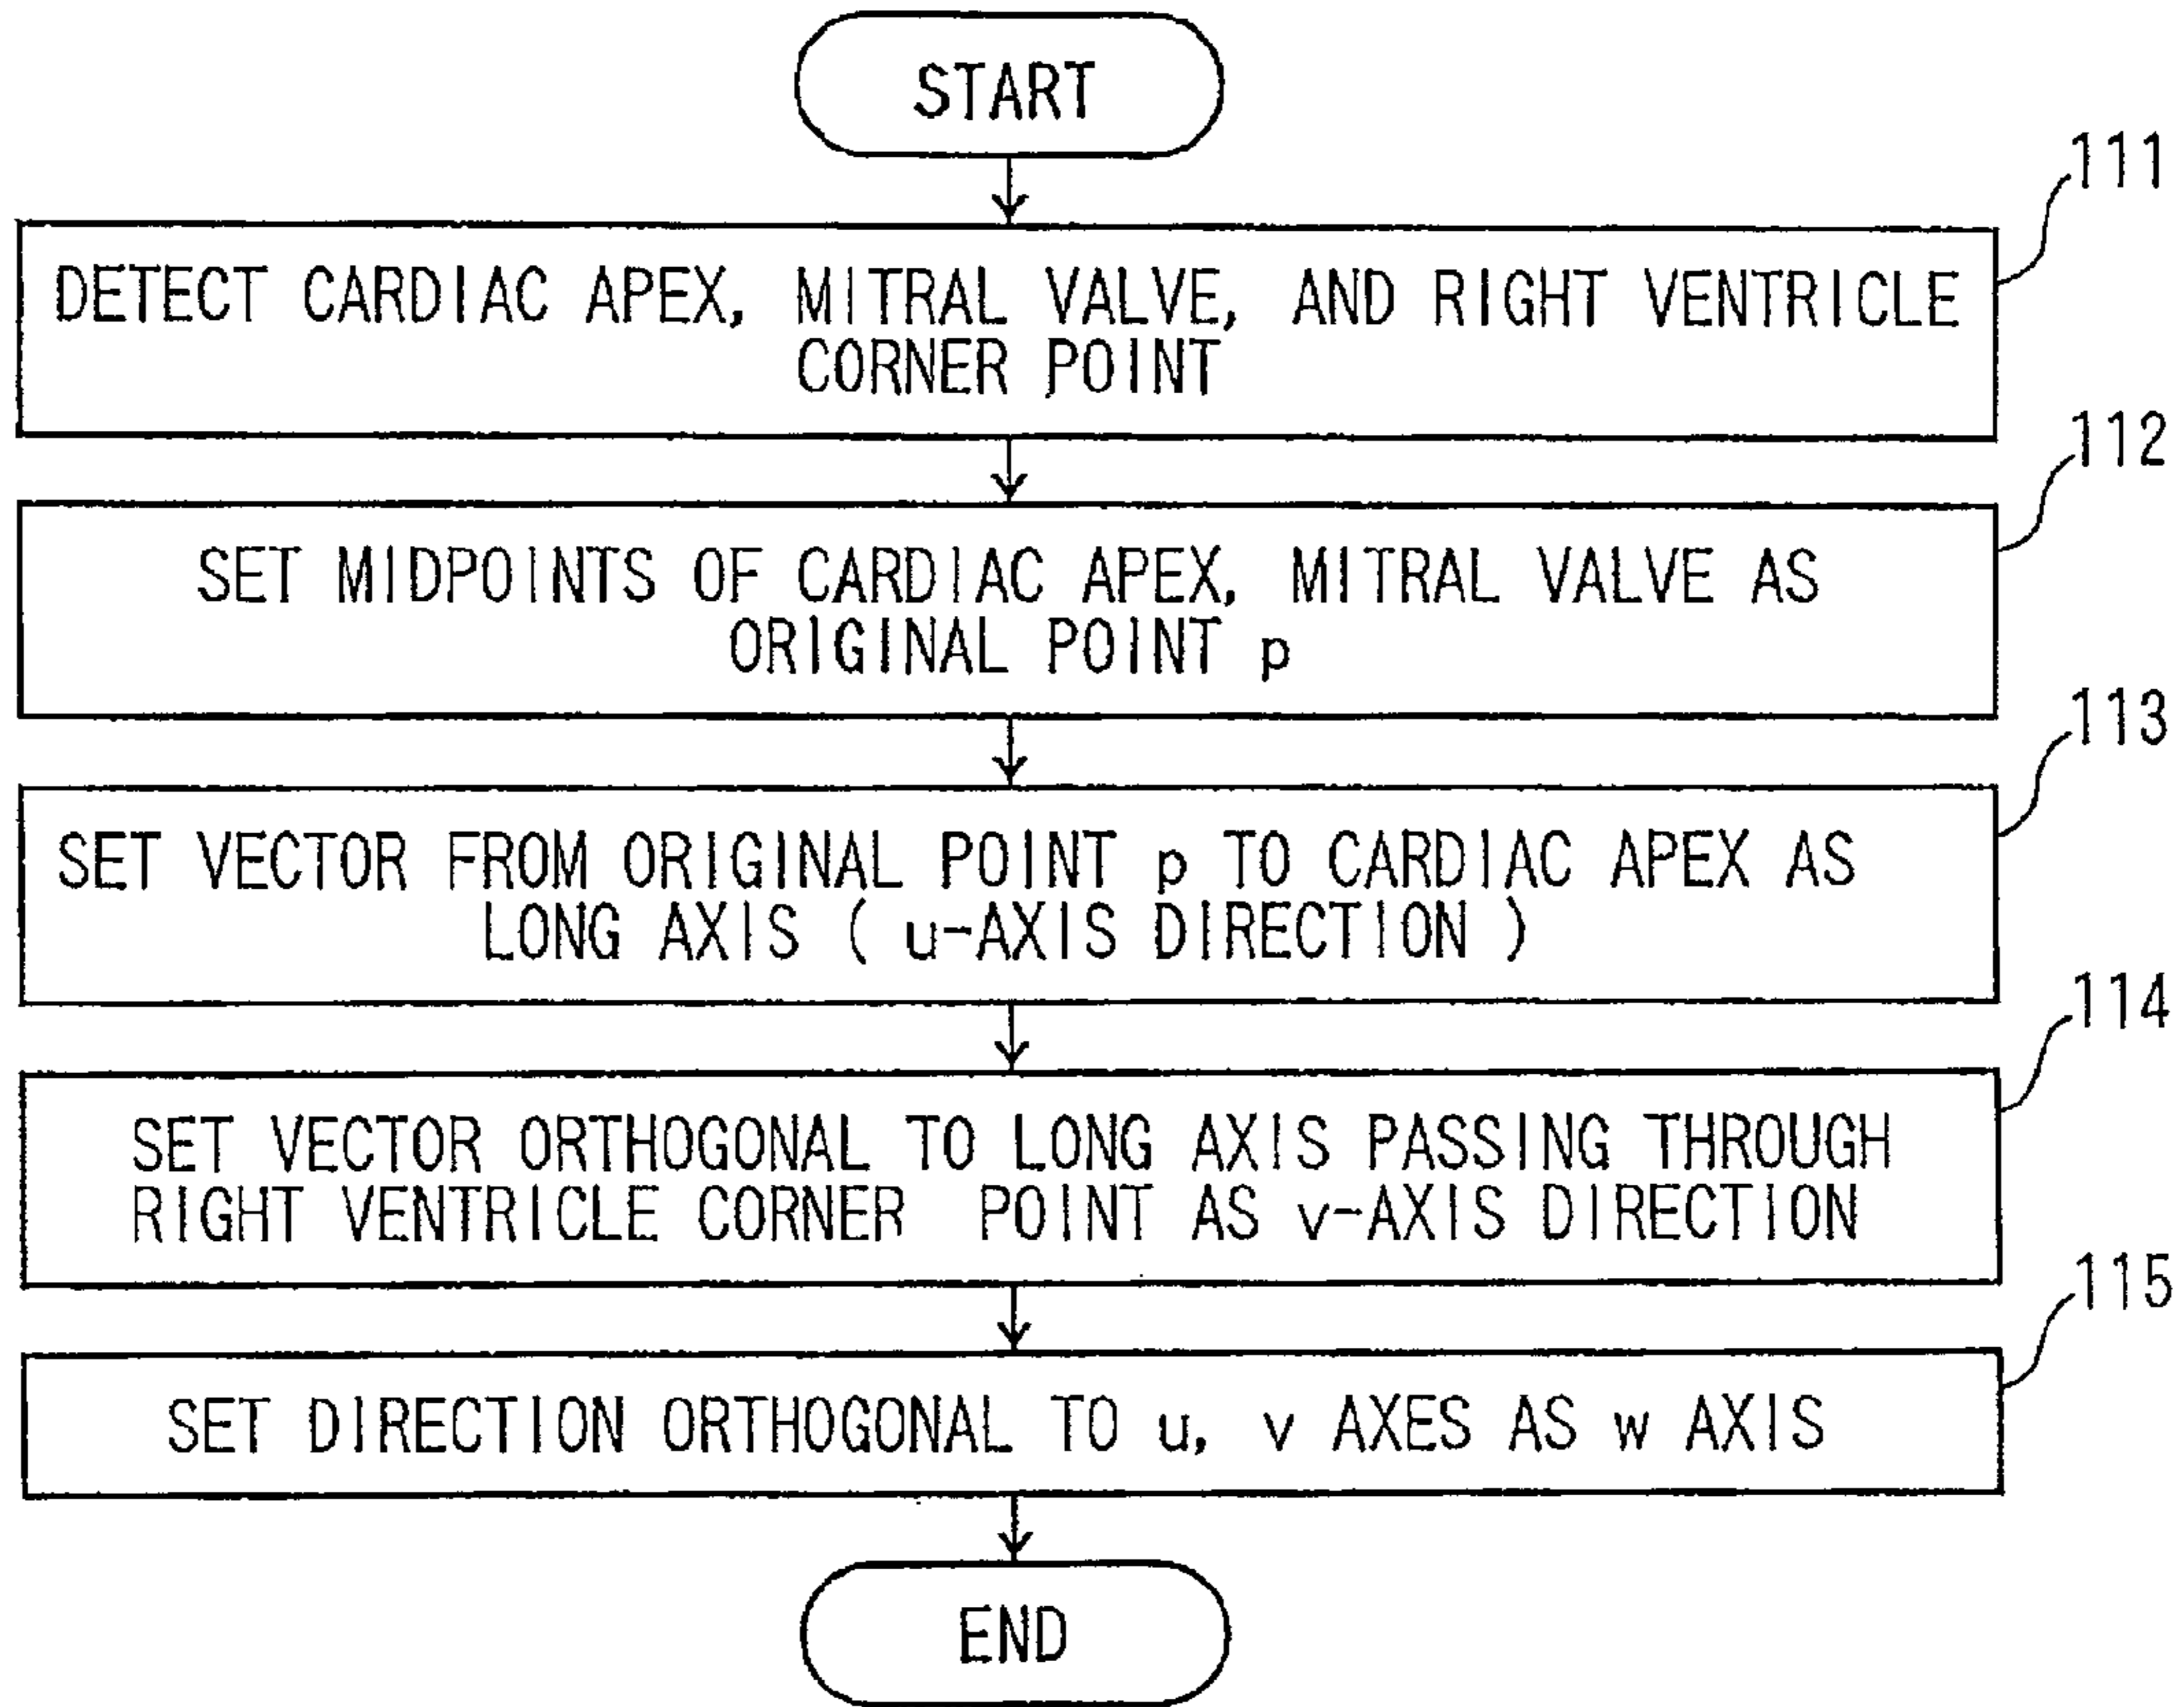 START
111
DETECT CARDIAC APEX, MITRAL VALVE, AND RIGHT VENTRICLE
CORNER POINT
112
SET MIDPOINTS OF CARDIAC APEX, MITRAL VALVE AS
ORIGINAL POINT p
113
SET VECTOR FROM ORIGINAL POINT p TO CARDIAC APEX AS
LONG AXIS ( u-AXIS DIRECTION )
114
SET VECTOR ORTHOGONAL TO LONG AXIS PASSING THROUGH
RIGHT VENTRICLE CORNER POINT AS v-AXIS DIRECTION
115
SET DIRECTION ORTHOGONAL TO u, v AXES AS w AXIS
END